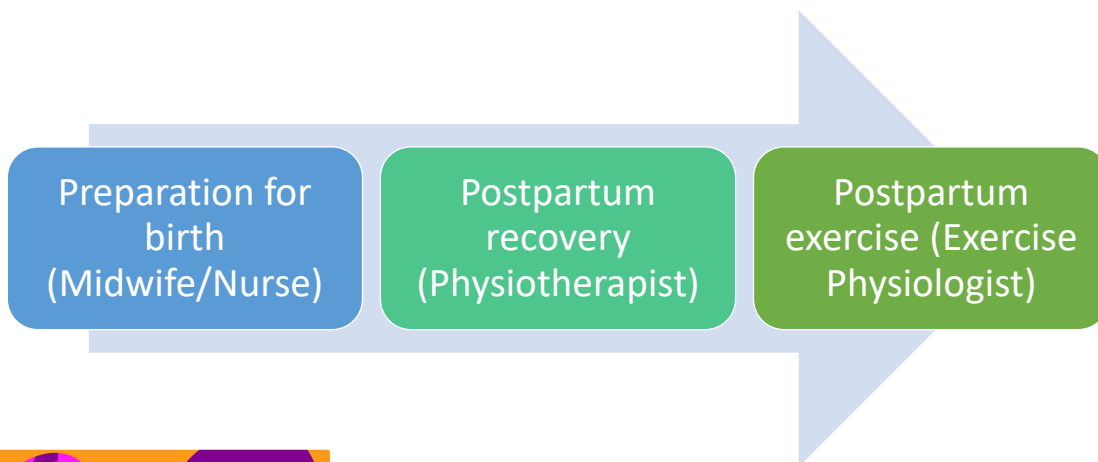 Preparation for
birth
(Midwife/Nurse)
Postpartum
recovery
(Physiotherapist)
Postpartum
exercise (Exercise
Physiologist)